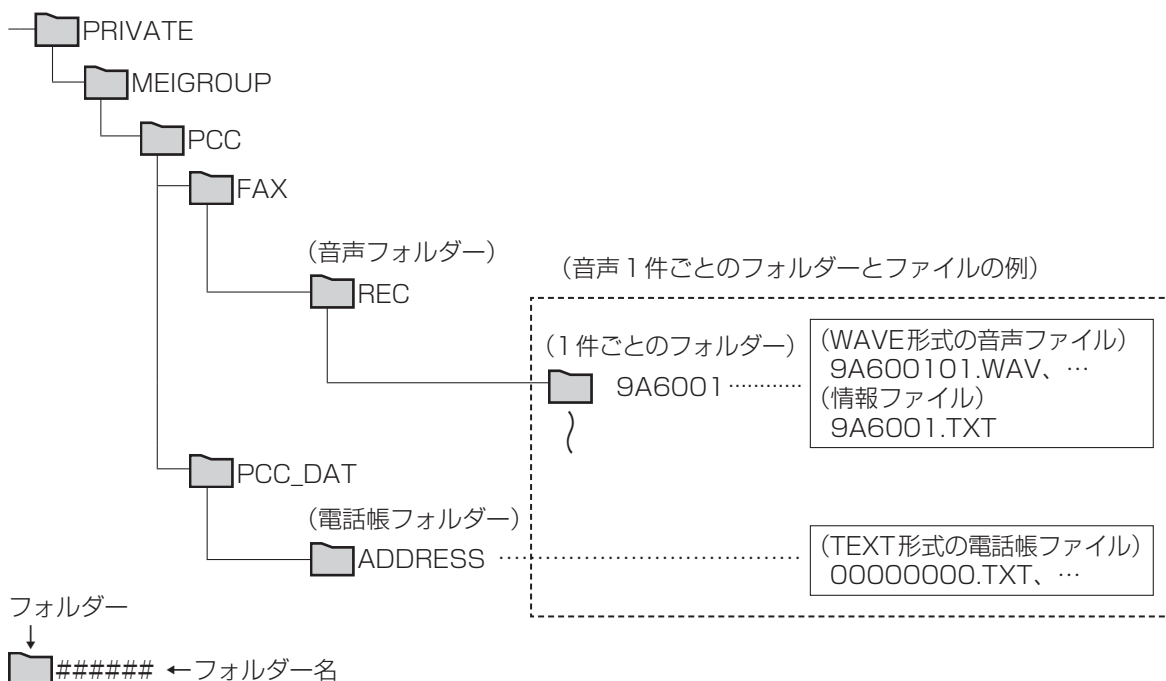 PRIVATE
MEIGROUP
PCC
FAX
(音声フォルダー)
REC
(音声1件ごとのフォルダーとファイルの例)
(1件ごとのフォルダー)
9A6001…………
(WAVE形式の音声ファイル)
9A600101.WAV、…
(情報ファイル)
9A6001.TXT
PCC_DAT
(電話帳フォルダー)
ADDRESS ……………………………
(TEXT形式の電話帳ファイル)
00000000.TXT、…
フォルダー
↓
###### ←フォルダー名